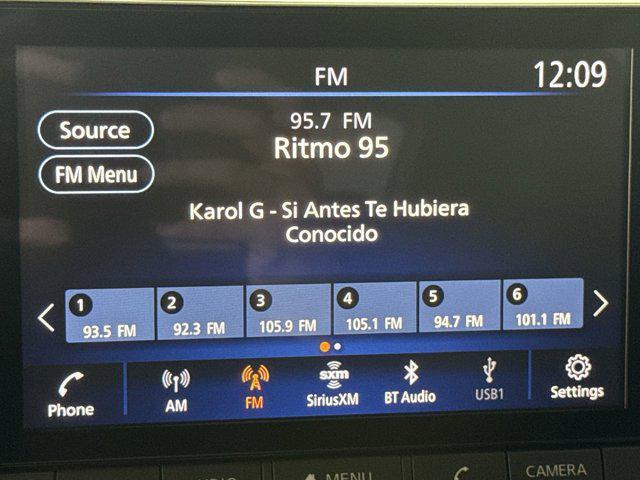 FM
12:09
95.7 FM
Source
Ritmo 95
FM Menu
Karol G - Si Antes Te Hubiera
Conocido
1 2 3 4 5 6
93.5 FM 92.3 FM 105.9 FM 105.1 FM 94.7 FM 101.1 FM
sxm
Phone AM FM SiriusXM BT Audio USB1 Settings
MENU CAMERA